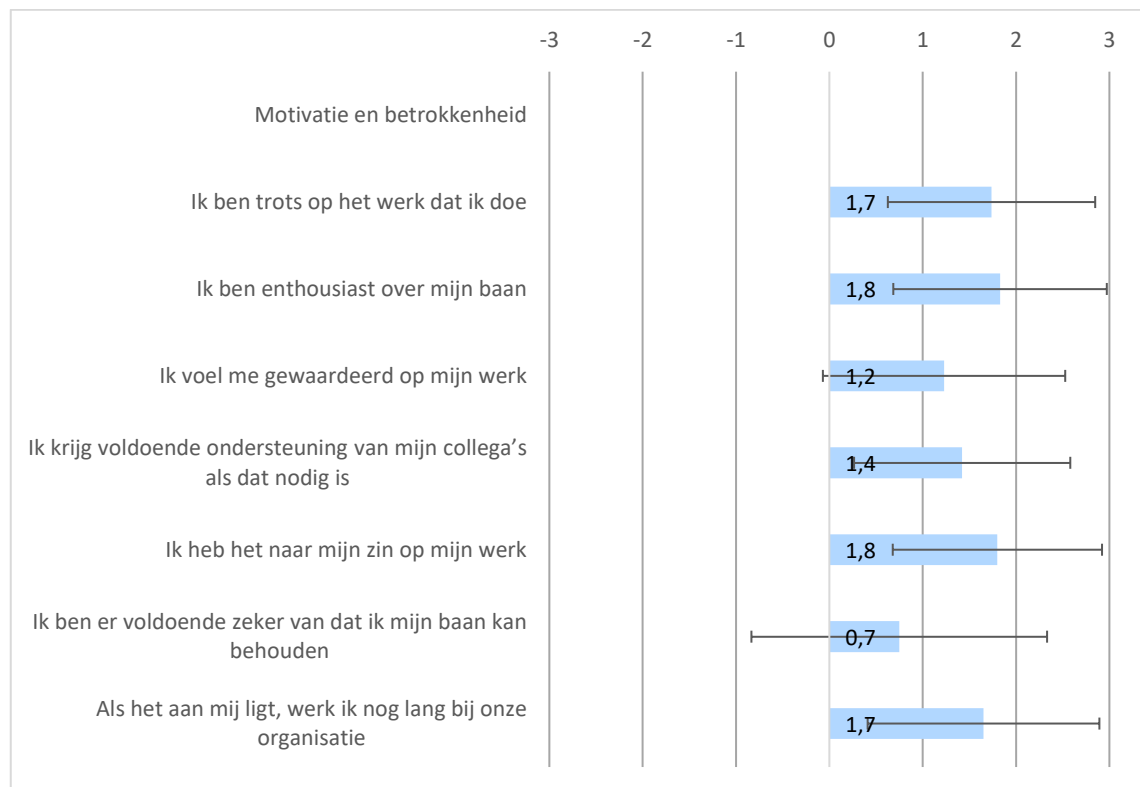 -3 -2 -1 0 1 2 3
Motivatie en betrokkenheid
Ik ben trots op het werk dat ik doe
1,7
Ik ben enthousiast over mijn baan
1,8
Ik voel me gewaardeerd op mijn werk
1,2
Ik krijg voldoende ondersteuning van mijn collega’s
als dat nodig is
1,4
Ik heb het naar mijn zin op mijn werk
1,8
Ik ben er voldoende zeker van dat ik mijn baan kan
behouden
0,7
Als het aan mij ligt, werk ik nog lang bij onze
organisatie
1,7